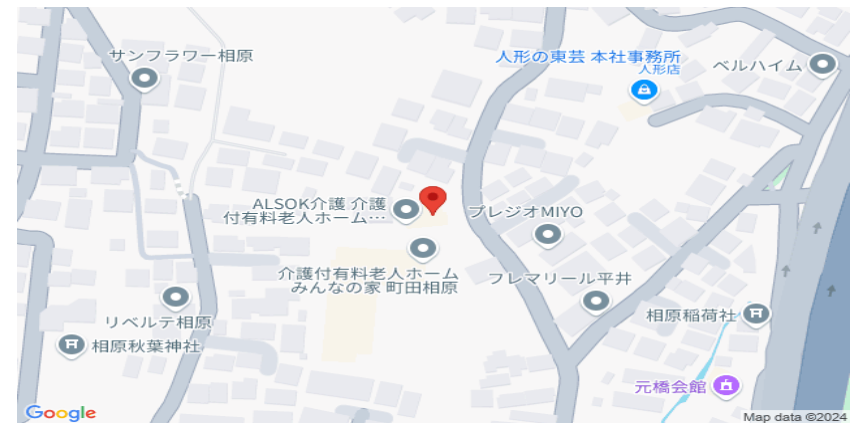 サンフラワー相原
人形の東芸 本社事務所
人形店
ベルハイム
ALSOK介護 介護
付有料老人ホーム…
プレジオMIYO
介護付有料老人ホーム
みんなの家 町田相原
フレマリール平井
リベルテ相原
相原稲荷社
相原秋葉神社
元橋会館
Google
Map data ©2024